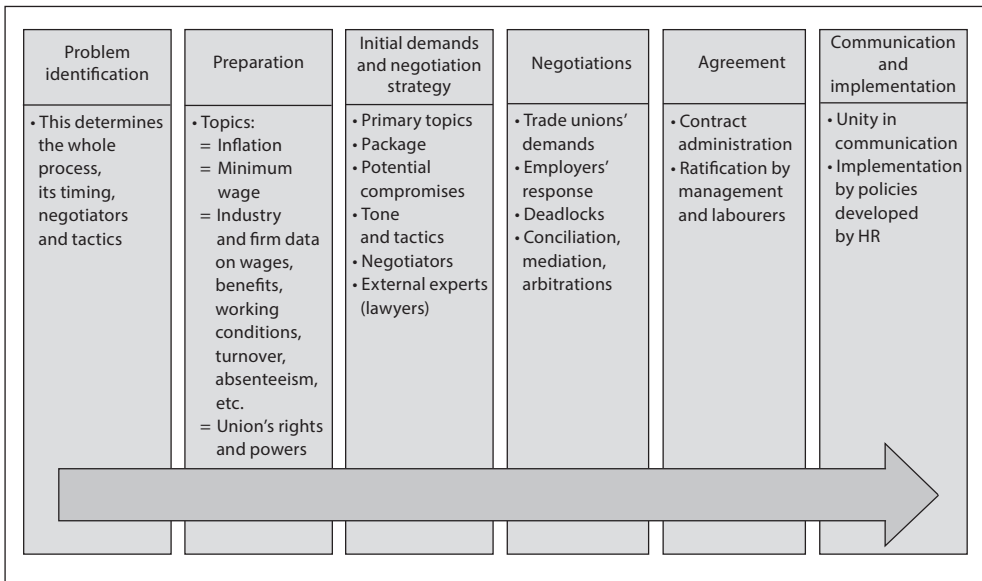 Problem
identification
• This determines
the whole
process,
its timing,
negotiators
and tactics
Preparation
• Topics:
= Inflation
= Minimum
wage
= Industry
and firm data
on wages,
benefits,
working
conditions,
turnover,
absenteeism,
etc.
= Union's rights
and powers
Initial demands
and negotiation
strategy
• Primary topics
• Package
• Potential
compromises
• Tone
and tactics
• Negotiators
• External experts
(lawyers)
Negotiations
• Trade unions'
demands
• Employers'
response
• Deadlocks
• Conciliation,
mediation,
arbitrations
Agreement
• Contract
administration
• Ratification by
management
and labourers
Communication
and
implementation
• Unity in
communication
• Implementation
by policies
developed
by HR